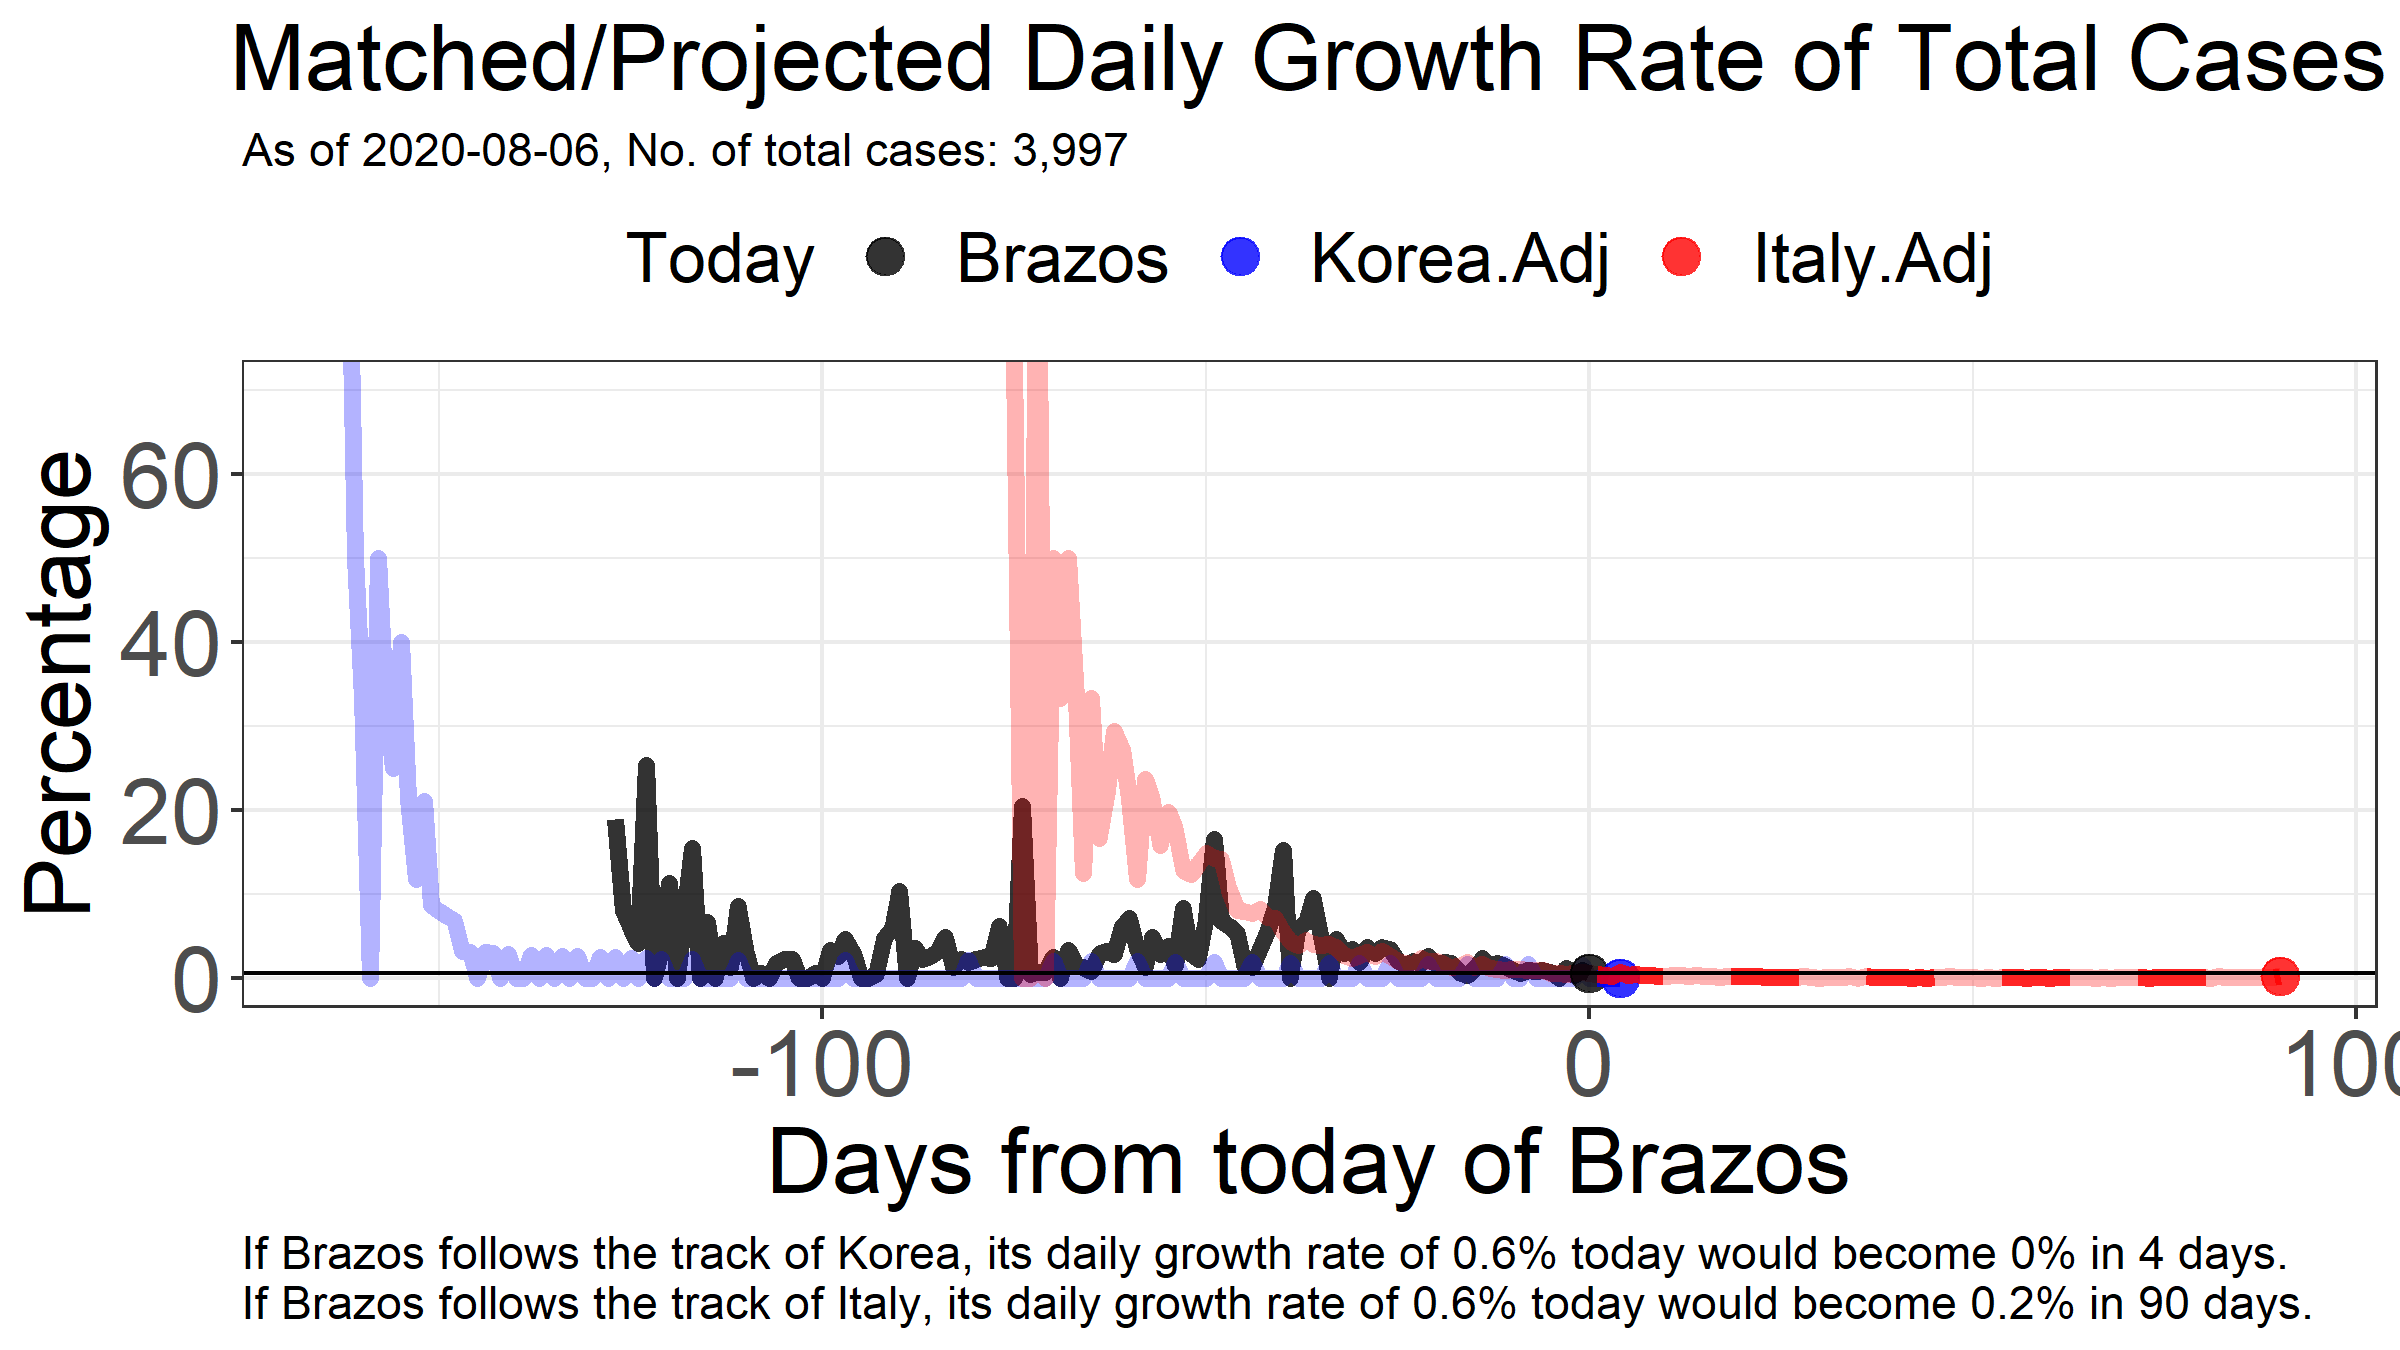 Matched/Projected Daily Growth Rate of Total Cases
As of 2020-08-06, No. of total cases: 3,997
Today Brazos Korea.Adj Italy.Adj
Percentage
60
40
20
0
-100 0 100
Days from today of Brazos
If Brazos follows the track of Korea, its daily growth rate of 0.6% today would become 0% in 4 days.
If Brazos follows the track of Italy, its daily growth rate of 0.6% today would become 0.2% in 90 days.